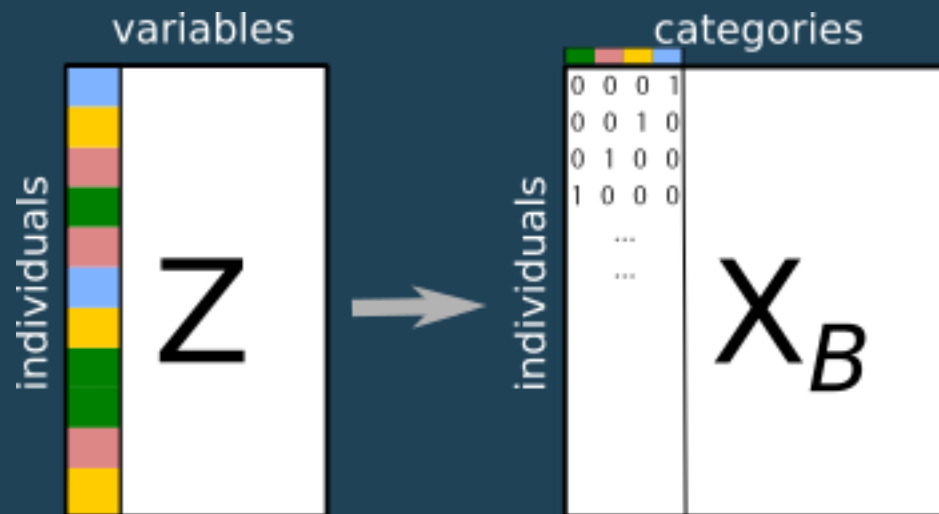 variables
categories
individuals
Z
individuals
0 0 0 1
0 0 1 0
0 1 0 0
1 0 0 0
...
...
X_B